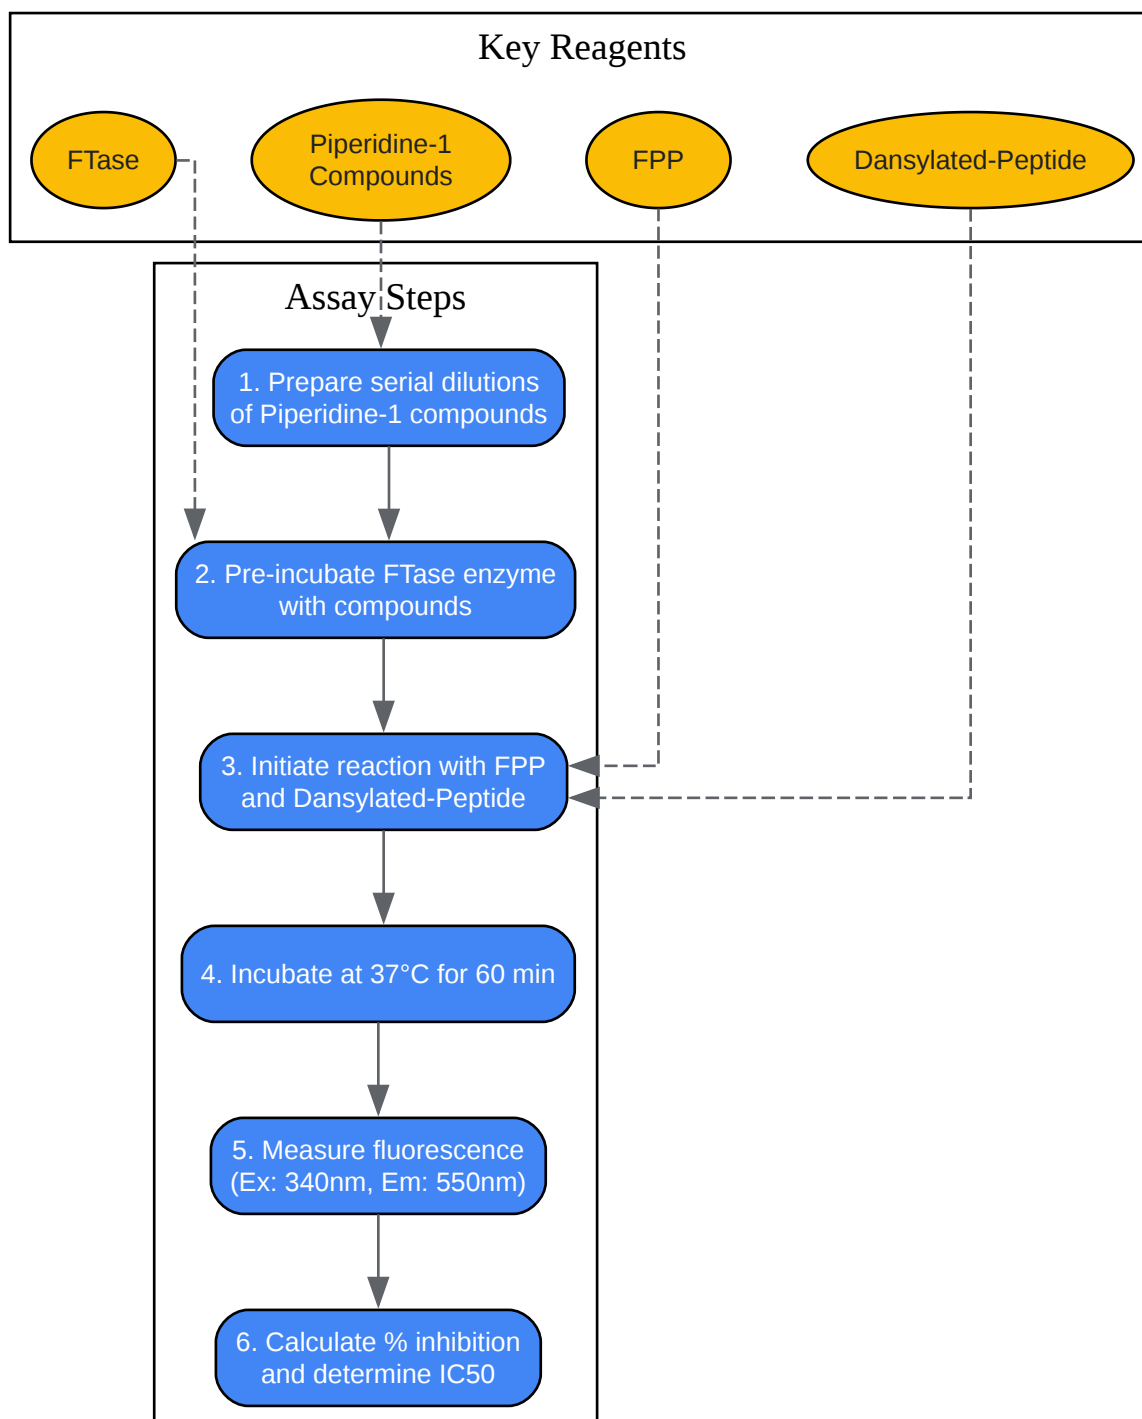 Key Reagents
FTase
Piperidine-1
Compounds
FPP
Dansylated-Peptide
Assay Steps
1. Prepare serial dilutions
of Piperidine-1 compounds
2. Pre-incubate FTase enzyme
with compounds
3. Initiate reaction with FPP
and Dansylated-Peptide
4. Incubate at 37°C for 60 min
5. Measure fluorescence
(Ex: 340nm, Em: 550nm)
6. Calculate % inhibition
and determine IC50